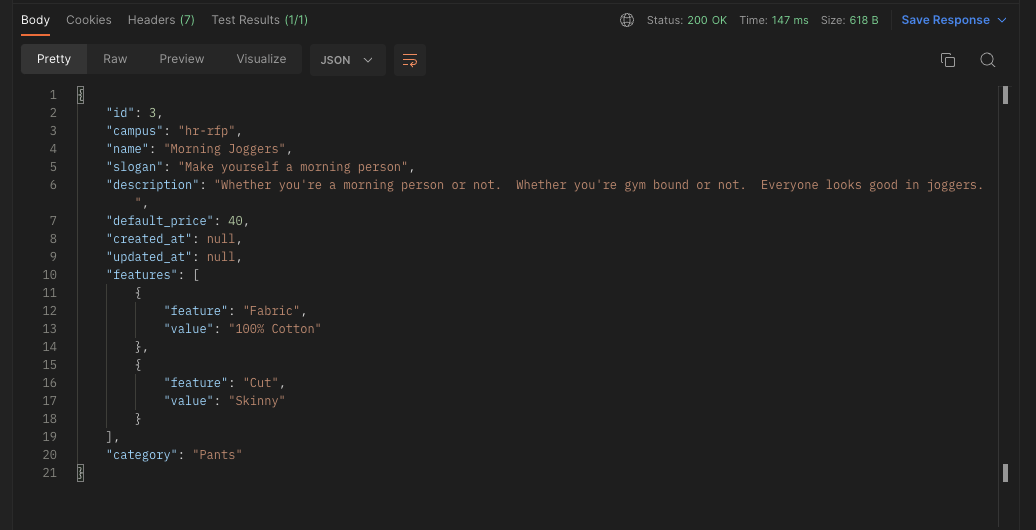 Body Cookies Headers (7) Test Results (1/1) Status: 200 OK Time: 147 ms Size: 618 B Save Response
Pretty Raw Preview Visualize JSON
1 {
2 "id": 3,
3 "campus": "hr-rfp",
4 "name": "Morning Joggers",
5 "slogan": "Make yourself a morning person",
6 "description": "Whether you're a morning person or not.  Whether you're gym bound or not.  Everyone looks good in joggers.
",
7 "default_price": 40,
8 "created_at": null,
9 "updated_at": null,
10 "features": [
11 {
12 "feature": "Fabric",
13 "value": "100% Cotton"
14 },
15 {
16 "feature": "Cut",
17 "value": "Skinny"
18 }
19 ],
20 "category": "Pants"
21 }